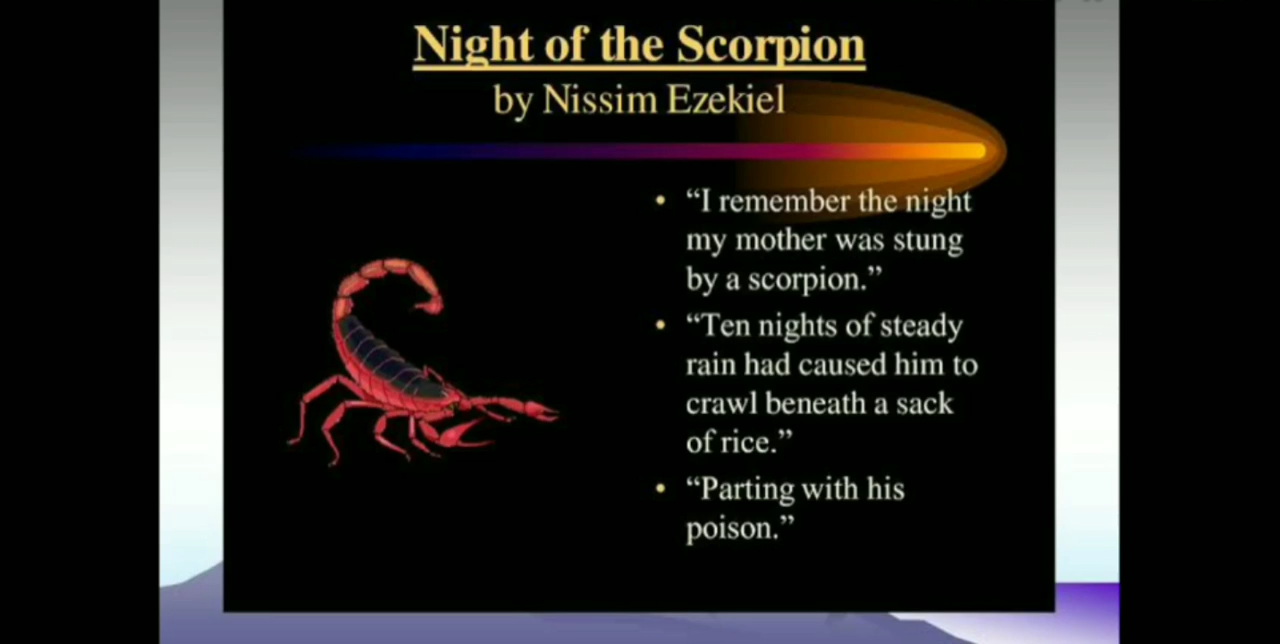 Night of the Scorpion
by Nissim Ezekiel
• “I remember the night
my mother was stung
by a scorpion.”
• “Ten nights of steady
rain had caused him to
crawl beneath a sack
of rice.”
• “Parting with his
poison.”